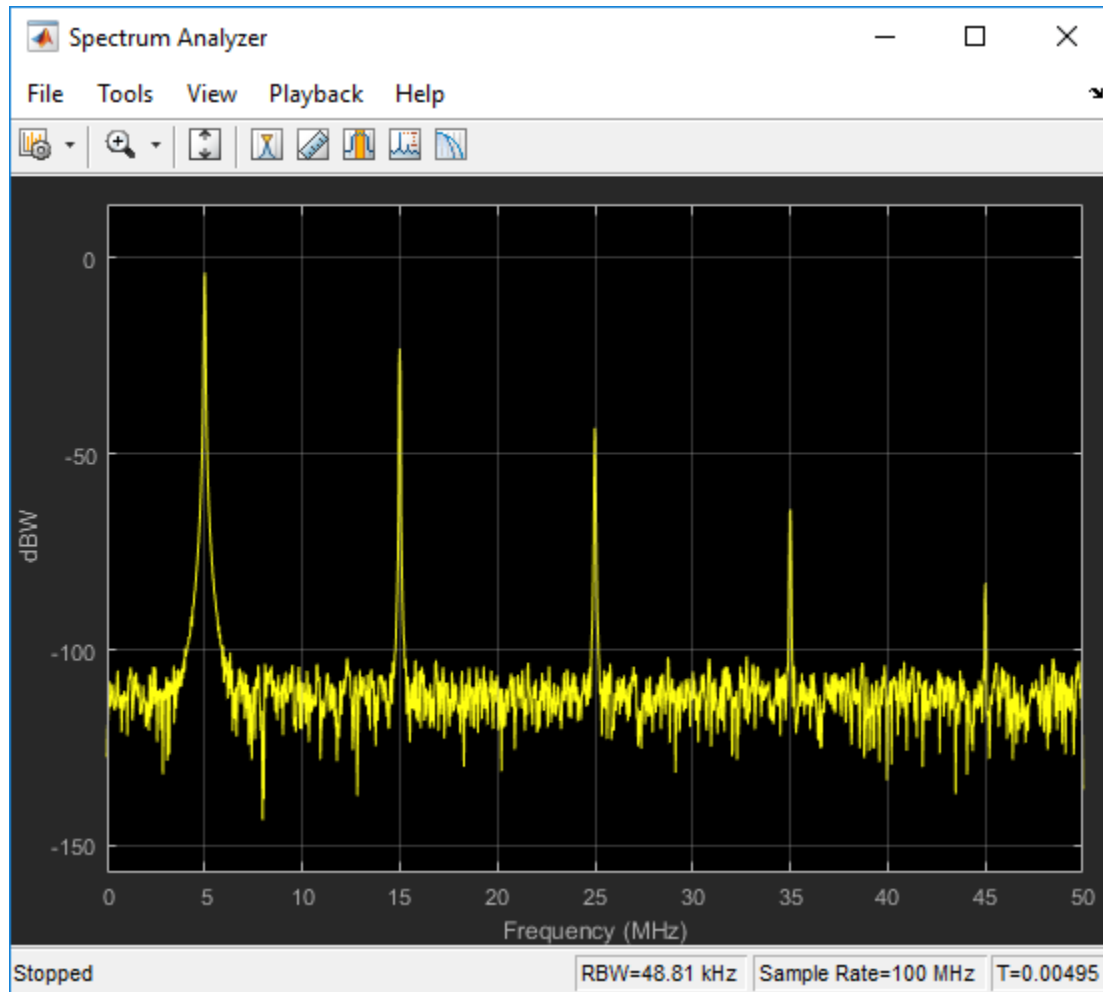 Spectrum Analyzer
File Tools View Playback Help
0
-50
-100
-150
dBW
0 5 10 15 20 25 30 35 40 45 50
Frequency (MHz)
Stopped RBW=48.81 kHz Sample Rate=100 MHz T=0.00495